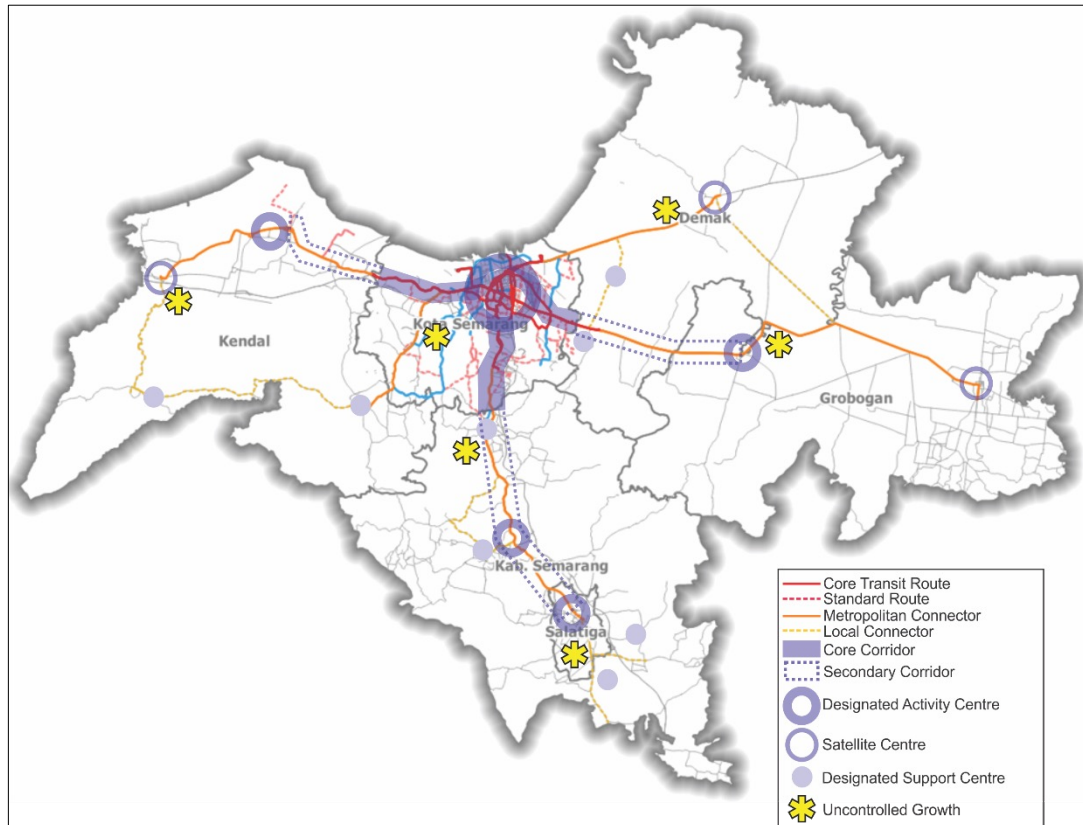 Demak
Kota Semarang
Kendal
Grobogan
Kab. Semarang
Salatiga
Core Transit Route
Standard Route
Metropolitan Connector
Local Connector
Core Corridor
Secondary Corridor
Designated Activity Centre
Satellite Centre
Designated Support Centre
Uncontrolled Growth